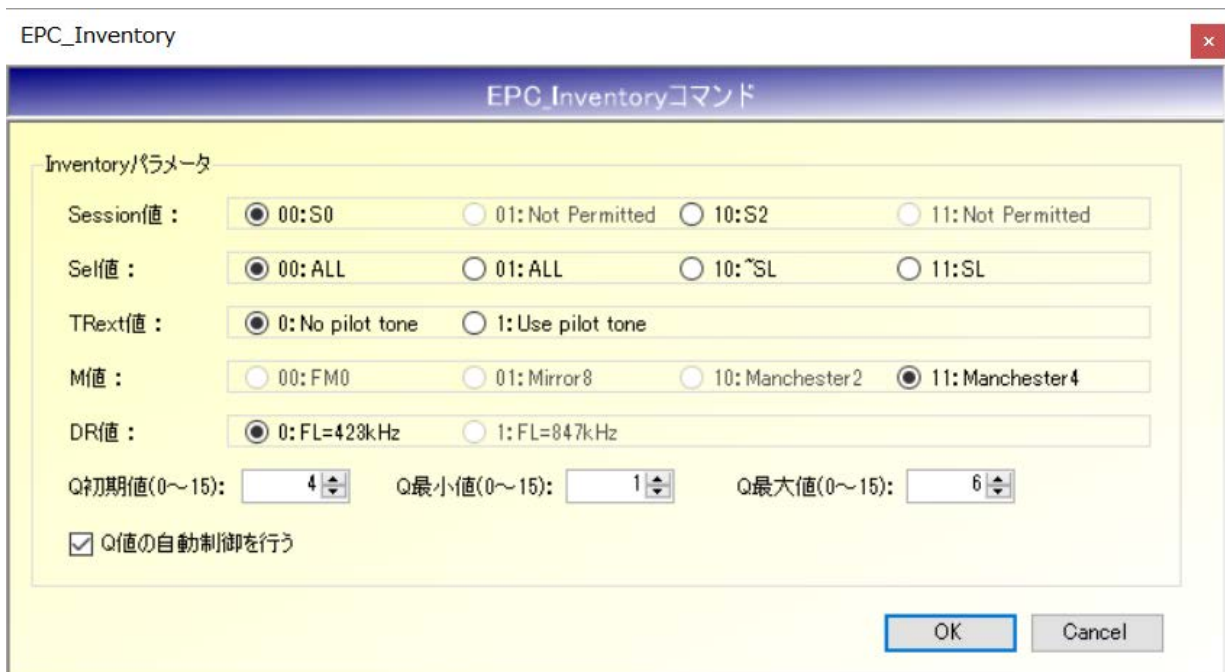 EPC_Inventory
×
EPC_Inventoryコマンド
Inventoryパラメータ
Session値： 00:S0 01:Not Permitted 10:S2 11:Not Permitted
Sel値： 00:ALL 01:ALL 10:~SL 11:SL
TRext値： 0:No pilot tone 1:Use pilot tone
M値： 00:FM0 01:Mirror8 10:Manchester2 11:Manchester4
DR値： 0:FL=423kHz 1:FL=847kHz
Q初期値(0～15): 4 Q最小値(0～15): 1 Q最大値(0～15): 6
Q値の自動制御を行う
OK Cancel